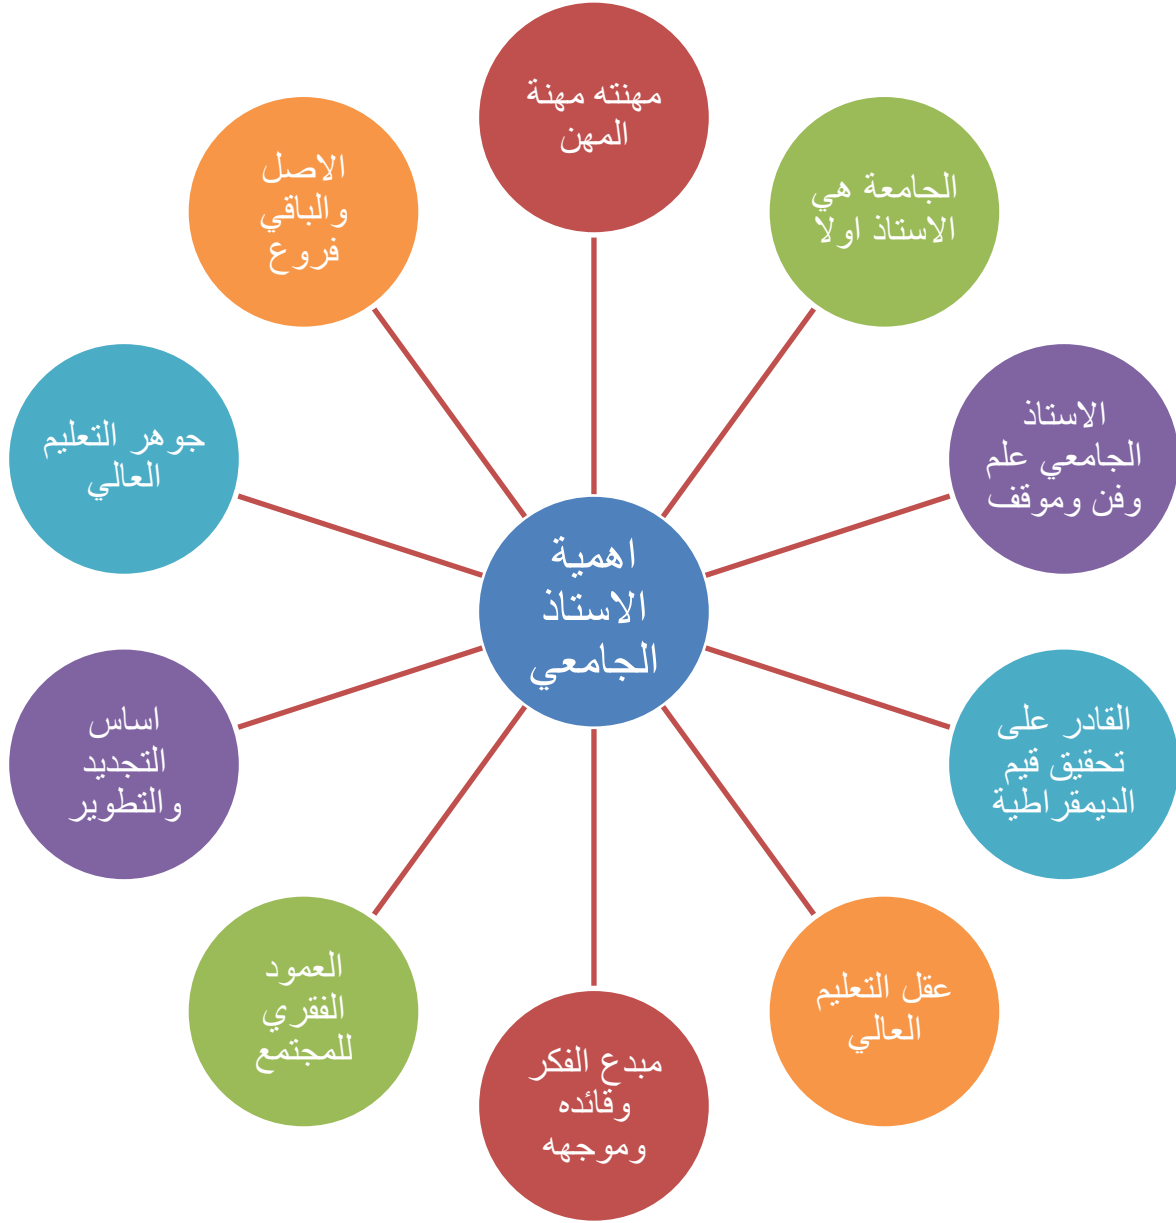 مهنته مهنة
المهن
الجامعة هي
الاستاذ اولا
الاستاذ
الجامعي علم
وفن وموقف
القادر على
تحقيق قيم
الديمقراطية
عقل التعليم
العالي
مبدع الفكر
وقائده
وموجهه
العمود
الفقري
للمجتمع
اساس
التجديد
والتطوير
جوهر التعليم
العالي
الاصل
والباقي
فروع
اهمية
الاستاذ
الجامعي